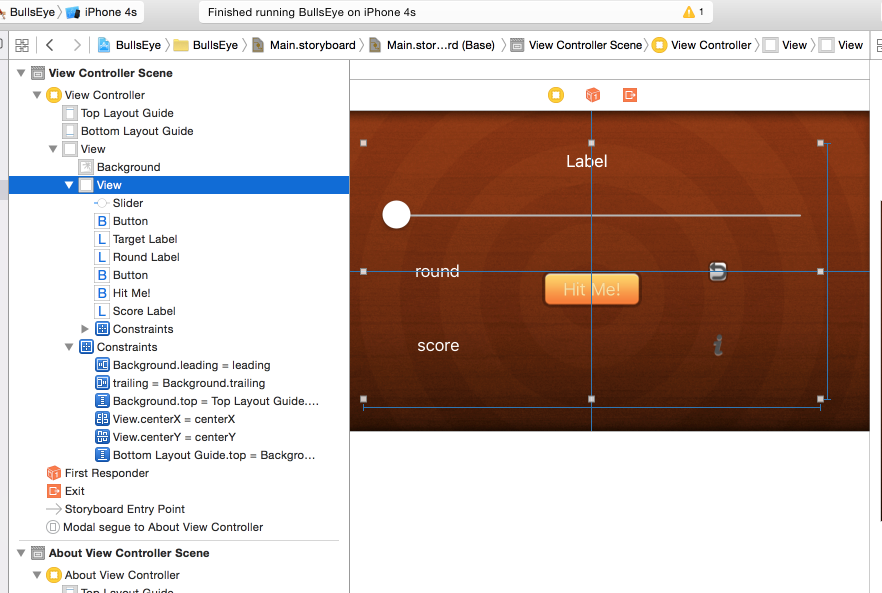 BullsEye iPhone 4s
Finished running BullsEye on iPhone 4s
1
BullsEye BullsEye Main.storyboard Main.stor...rd (Base) View Controller Scene View Controller View View
View Controller Scene
View Controller
Top Layout Guide
Bottom Layout Guide
View
Background
View
Slider
B Button
L Target Label
L Round Label
B Button
B Hit Me!
L Score Label
Constraints
Constraints
Background.leading = leading
trailing = Background.trailing
Background.top = Top Layout Guide....
View.centerX = centerX
View.centerY = centerY
Bottom Layout Guide.top = Backgro...
First Responder
Exit
Storyboard Entry Point
Modal segue to About View Controller
About View Controller Scene
About View Controller
Top Layout Guide
Label
round
Hit Me!
score
i